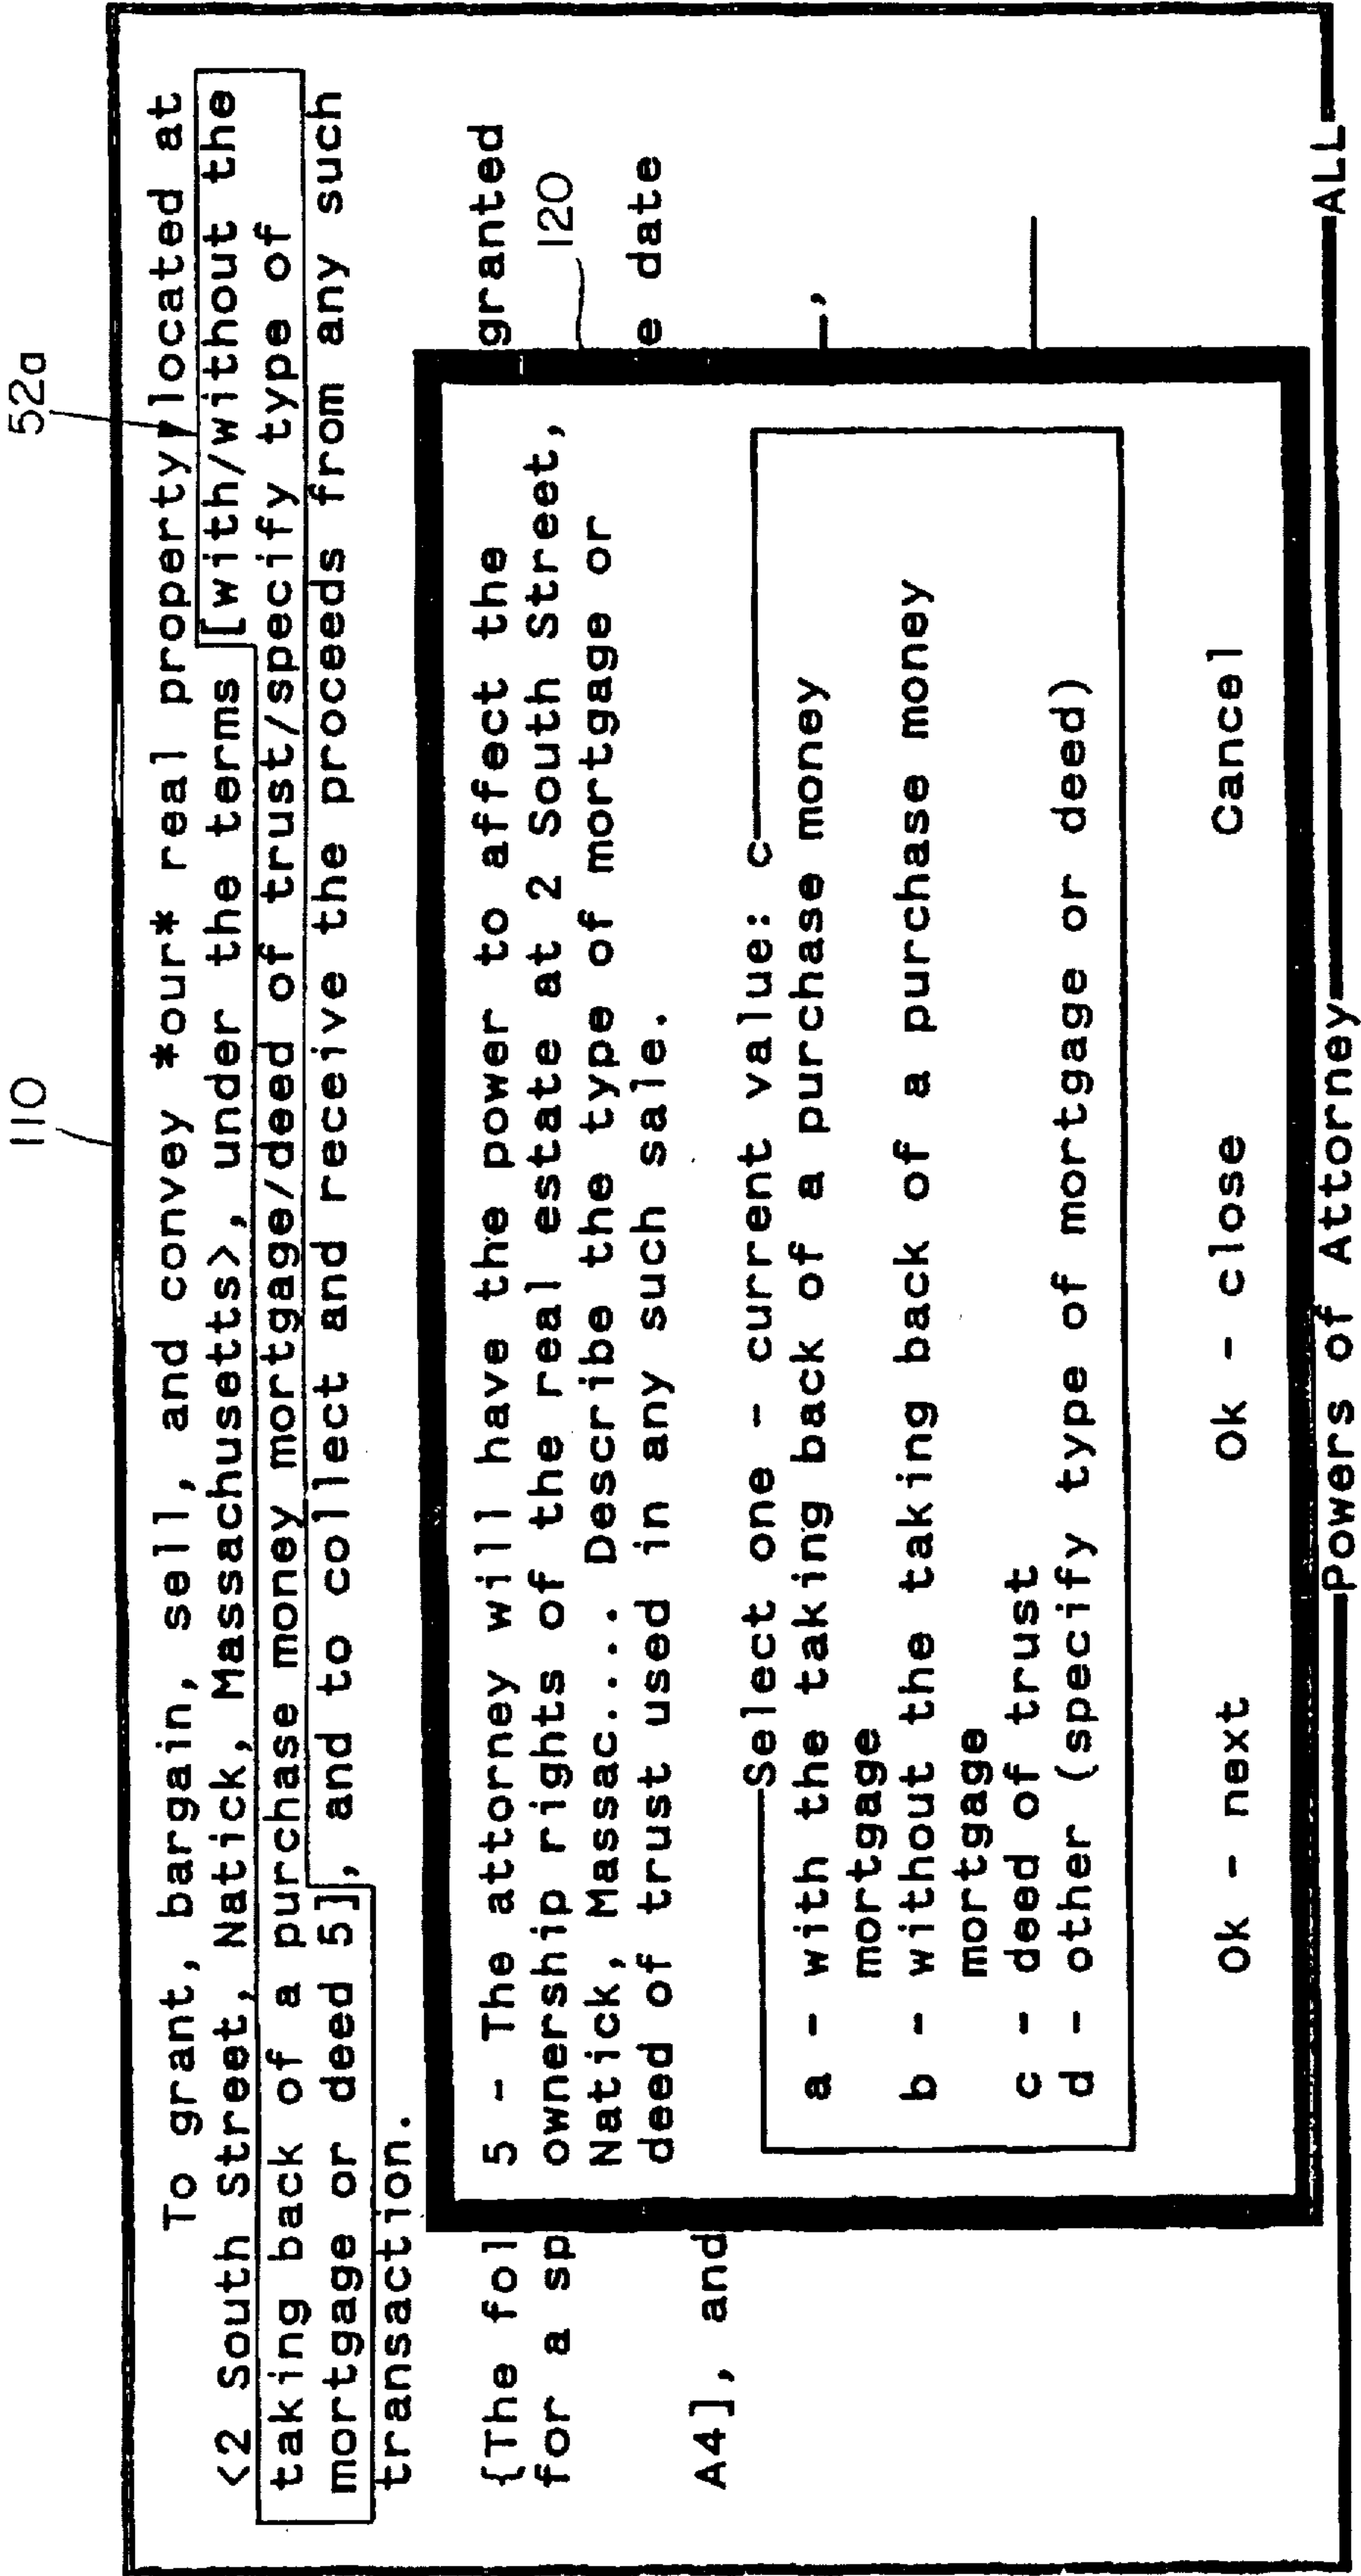 110
52a
To grant, bargain, sell, and convey *our* real property located at
<2 South Street, Natick, Massachusetts>, under the terms [with/without the
taking back of a purchase money mortgage/deed of trust/specify type of
mortgage or deed 5], and to collect and receive the proceeds from any such
transaction.
{The fol
granted
for a sp
120
e date
A4], and
,
5 - The attorney will have the power to affect the
ownership rights of the real estate at 2 South Street,
Natick, Massac.... Describe the type of mortgage or
deed of trust used in any such sale.
Select one - current value: c
a - with the taking back of a purchase money
mortgage
b - without the taking back of a purchase money
mortgage
c - deed of trust
d - other (specify type of mortgage or deed)
Ok - next Ok - close Cancel
Powers of Attorney ALL